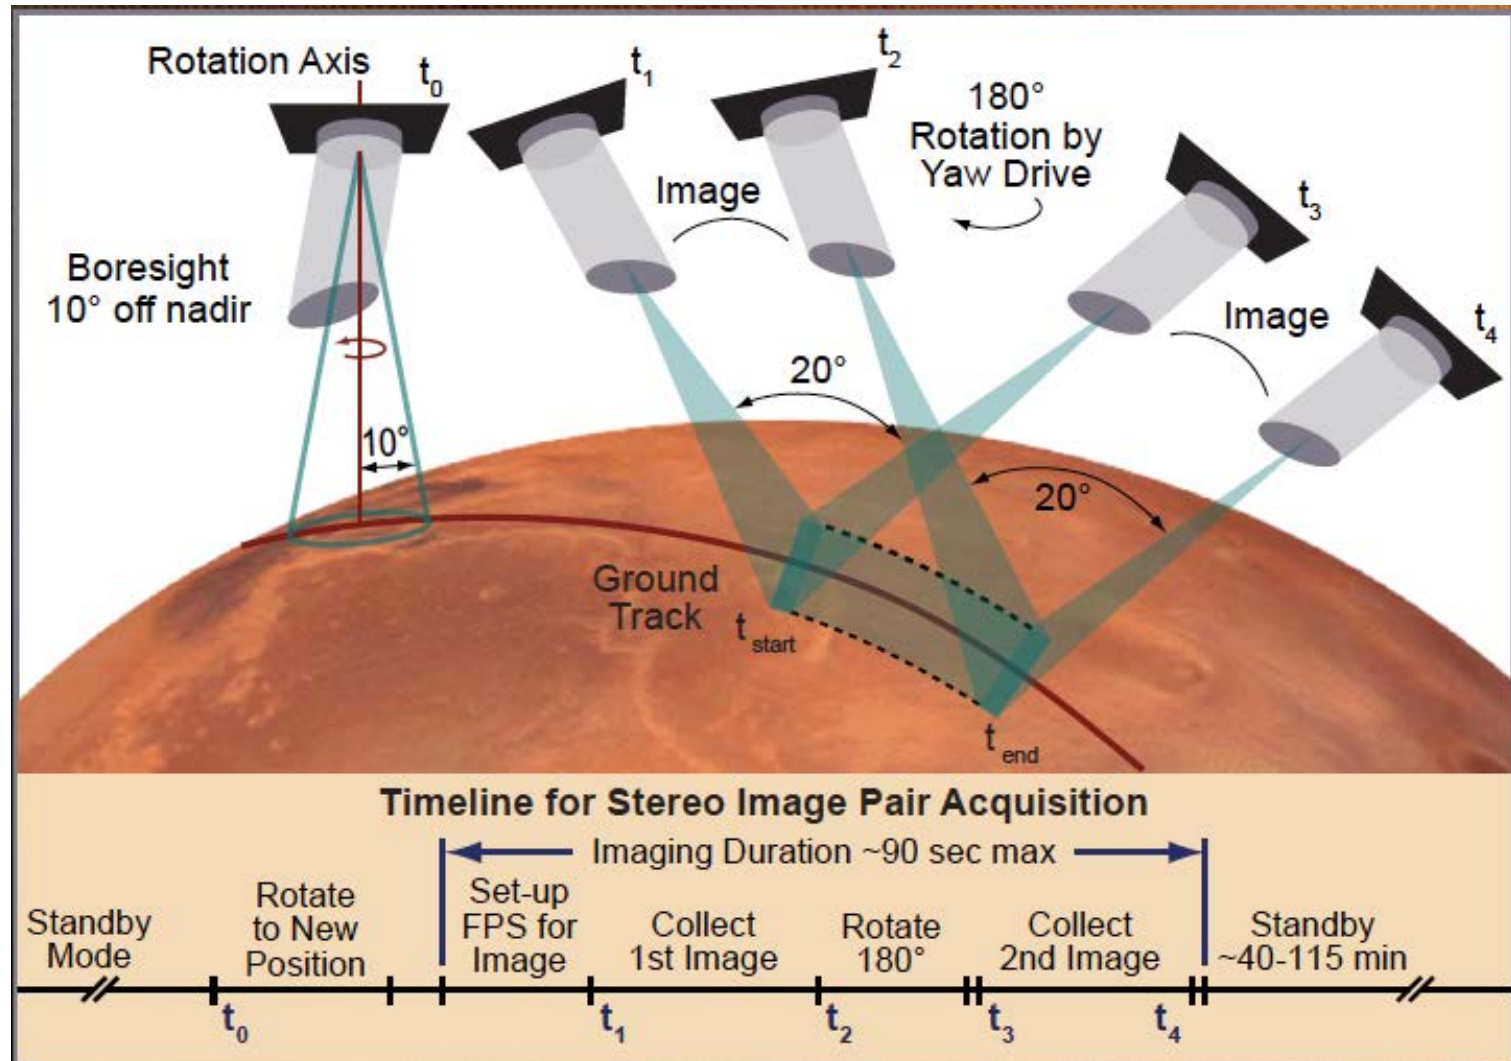 Rotation Axis
t0
t1
t2
180°
Rotation by
Yaw Drive
Image
t3
Boresight
10° off nadir
Image
t4
20°
10°
20°
Ground
Track
t start
t end
Timeline for Stereo Image Pair Acquisition
Imaging Duration ~90 sec max
Standby
Mode
Rotate
to New
Position
Set-up
FPS for
Image
Collect
1st Image
Rotate
180°
Collect
2nd Image
Standby
~40-115 min
t0
t1
t2
t3
t4